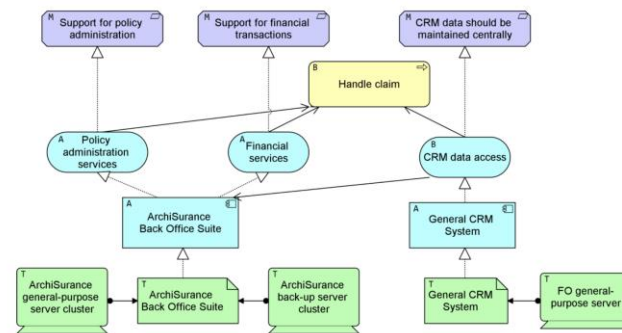 M
Support for policy
administration
M
Support for financial
transactions
M
CRM data should be
maintained centrally
B
Handle claim
A
Policy
administration
services
A
Financial
services
B
CRM data access
A
ArchiSurance
Back Office Suite
A
General CRM
System
T
ArchiSurance
general-purpose
server cluster
T
ArchiSurance
Back Office Suite
T
ArchiSurance
back-up server
cluster
T
General CRM
System
T
FO general-
purpose server